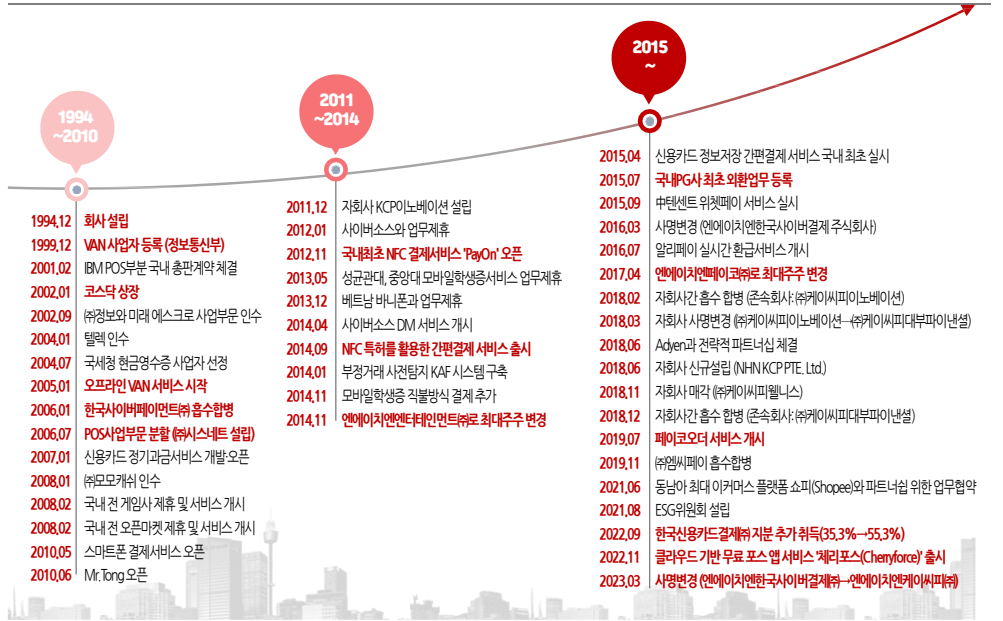 1994
~2010
1994.12 회사 설립
1999.12 VAN 사업자 등록 (정보통신부)
2001.02 IBM POS부분 국내 총판계약 체결
2002.01 코스닥 상장
2002.09 ㈜정보와 미래 에스크로 사업부문 인수
2004.01 텔렉 인수
2004.07 국세청 현금영수증 사업자 선정
2005.01 오프라인 VAN 서비스 시작
2006.01 한국사이버페이먼트㈜ 흡수합병
2006.07 POS사업부문 분할 (㈜시스네트 설립)
2007.01 신용카드 정기과금서비스 개발·오픈
2008.01 ㈜모모캐쉬 인수
2008.02 국내 전 게임사 제휴 및 서비스 개시
2008.02 국내 전 오픈마켓 제휴 및 서비스 개시
2010.05 스마트폰 결제서비스 오픈
2010.06 Mr.Tong 오픈
2011
~2014
2011.12 자회사 KCP이노베이션 설립
2012.01 사이버소스와 업무제휴
2012.11 국내최초 NFC 결제서비스 'PayOn' 오픈
2013.05 성균관대, 중앙대 모바일학생증서비스 업무제휴
2013.12 베트남 바니폰과 업무제휴
2014.04 사이버소스 DM 서비스 개시
2014.09 NFC 특허를 활용한 간편결제 서비스 출시
2014.01 부정거래 사전탐지 KAF 시스템 구축
2014.11 모바일학생증 직불방식 결제 추가
2014.11 엔에이치엔엔터테인먼트㈜로 최대주주 변경
2015
~
2015.04 신용카드 정보저장 간편결제 서비스 국내 최초 실시
2015.07 국내PG사 최초 외환업무 등록
2015.09 中텐센트 위쳇페이 서비스 실시
2016.03 사명변경 (엔에이치엔한국사이버결제 주식회사)
2016.07 알리페이 실시간 환급서비스 개시
2017.04 엔에이치엔페이코㈜로 최대주주 변경
2018.02 자회사간 흡수 합병 (존속회사: ㈜케이씨피이노베이션)
2018.03 자회사 사명변경 (㈜케이씨피이노베이션→㈜케이씨피대부파이낸셜)
2018.06 Adyen과 전략적 파트너십 체결
2018.06 자회사 신규설립 (NHN KCP PTE. Ltd.)
2018.11 자회사 매각 (㈜케이씨피웰니스)
2018.12 자회사간 흡수 합병 (존속회사: ㈜케이씨피대부파이낸셜)
2019.07 페이코오더 서비스 개시
2019.11 ㈜엠씨페이 흡수합병
2021.06 동남아 최대 이커머스 플랫폼 쇼피(Shopee)와 파트너쉽 위한 업무협약
2021.08 ESG위원회 설립
2022.09 한국신용카드결제㈜ 지분 추가 취득(35.3%→55.3%)
2022.11 클라우드 기반 무료 포스 앱 서비스 '체리포스(Cherryforce)' 출시
2023.03 사명변경 (엔에이치엔한국사이버결제㈜→엔에이치엔케이씨피㈜)